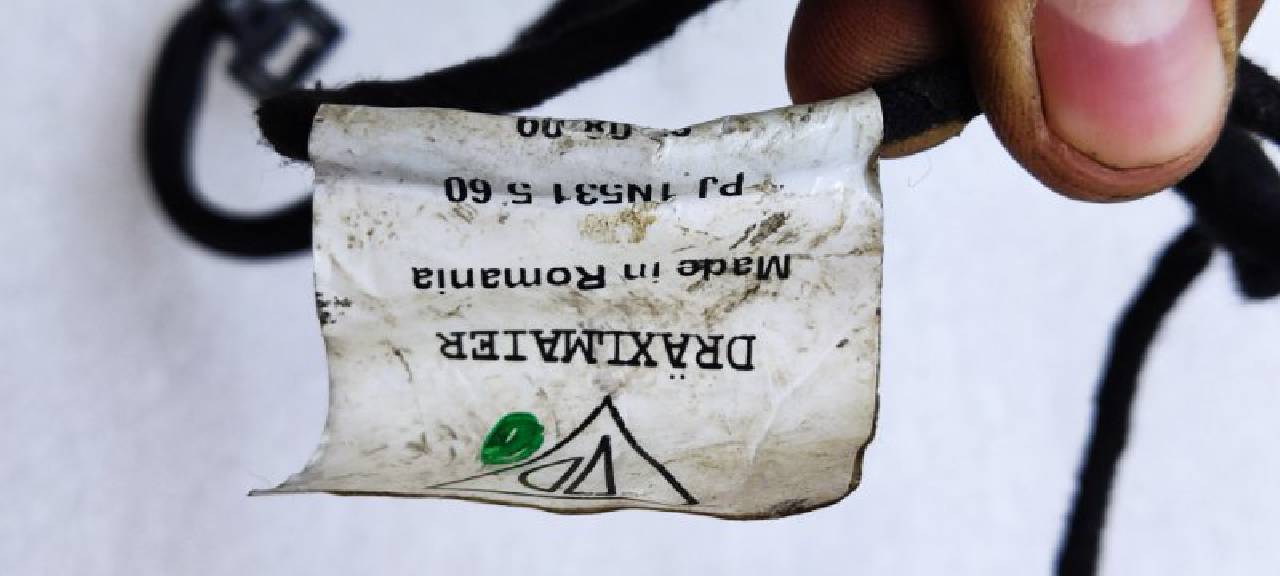 DRÄXLMAIER
Made in Romania
PJ 1N531 5 60